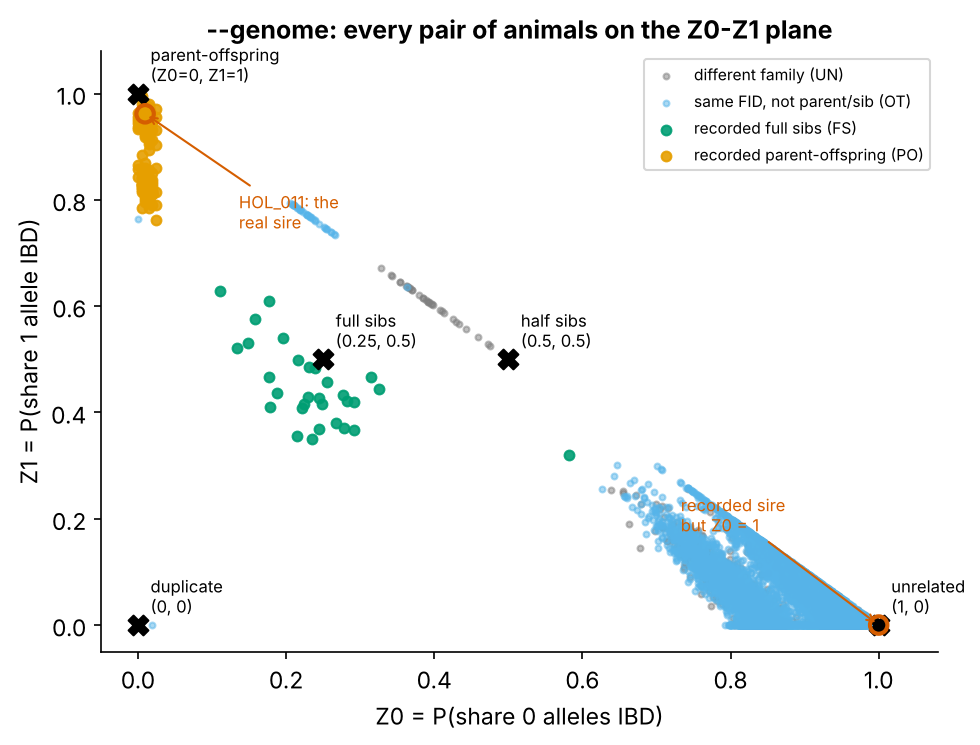 --genome: every pair of animals on the Z0-Z1 plane
parent-offspring
(Z0=0, Z1=1)
different family (UN)
same FID, not parent/sib (OT)
recorded full sibs (FS)
recorded parent-offspring (PO)
HOL_011: the
real sire
full sibs
(0.25, 0.5)
half sibs
(0.5, 0.5)
recorded sire
but Z0 = 1
duplicate
(0, 0)
unrelated
(1, 0)
1.0
0.8
0.6
0.4
0.2
0.0
Z1 = P(share 1 allele IBD)
0.0
0.2
0.4
0.6
0.8
1.0
Z0 = P(share 0 alleles IBD)